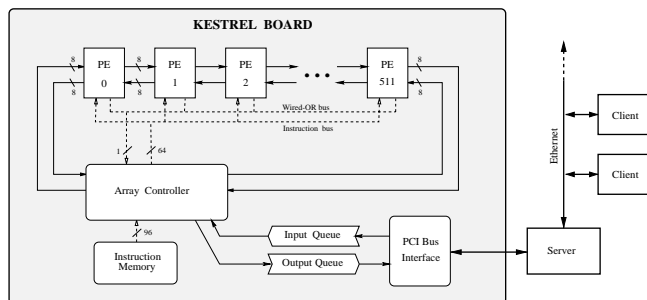 KESTREL BOARD
8
8
8
8
8
8
PE
0
PE
1
PE
2
PE
511
Wired-OR bus
Instruction bus
1
64
Array Controller
96
Instruction
Memory
Input Queue
Output Queue
PCI Bus
Interface
Server
Ethernet
Client
Client